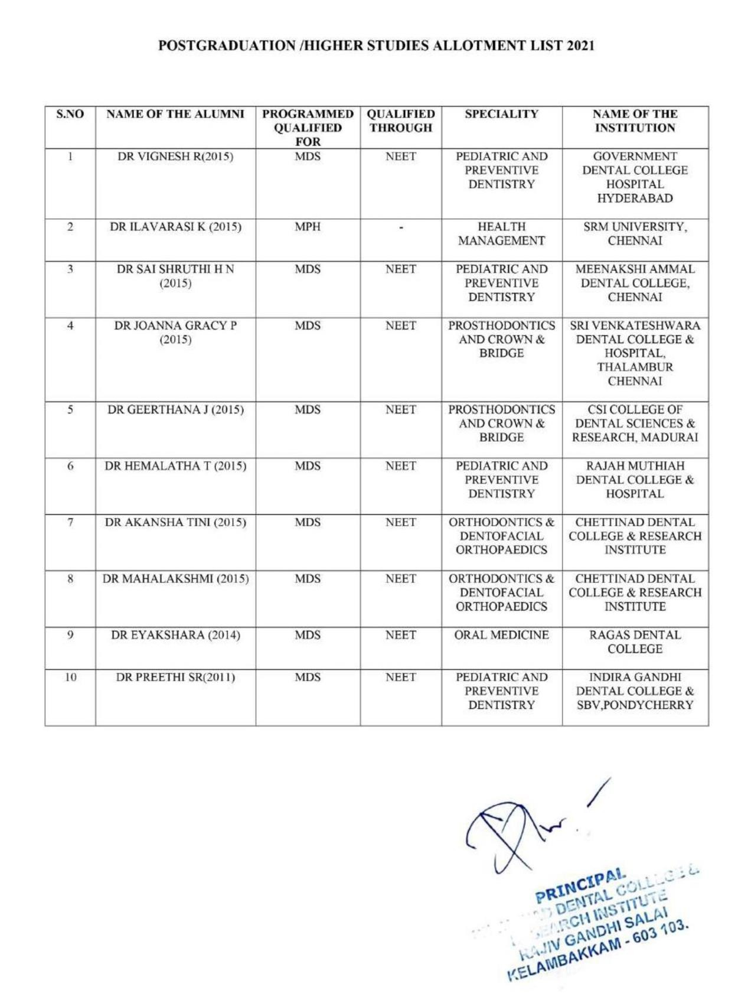 POSTGRADUATION /HIGHER STUDIES ALLOTMENT LIST 2021
S.NO NAME OF THE ALUMNI PROGRAMMED QUALIFIED SPECIALITY NAME OF THE
QUALIFIED THROUGH INSTITUTION
FOR
1 DR VIGNESH R(2015) MDS NEET PEDIATRIC AND GOVERNMENT
PREVENTIVE DENTAL COLLEGE
DENTISTRY HOSPITAL
HYDERABAD
2 DR ILAVARASI K (2015) MPH - HEALTH SRM UNIVERSITY,
MANAGEMENT CHENNAI
3 DR SAI SHRUTHI H N MDS NEET PEDIATRIC AND MEENAKSHI AMMAL
(2015) PREVENTIVE DENTAL COLLEGE,
DENTISTRY CHENNAI
4 DR JOANNA GRACY P MDS NEET PROSTHODONTICS SRI VENKATESHWARA
(2015) AND CROWN & DENTAL COLLEGE &
BRIDGE HOSPITAL,
THALAMBUR
CHENNAI
5 DR GEERTHANA J (2015) MDS NEET PROSTHODONTICS CSI COLLEGE OF
AND CROWN & DENTAL SCIENCES &
BRIDGE RESEARCH, MADURAI
6 DR HEMALATHA T (2015) MDS NEET PEDIATRIC AND RAJAH MUTHIAH
PREVENTIVE DENTAL COLLEGE &
DENTISTRY HOSPITAL
7 DR AKANSHA TINI (2015) MDS NEET ORTHODONTICS & CHETTINAD DENTAL
DENTOFACIAL COLLEGE & RESEARCH
ORTHOPAEDICS INSTITUTE
8 DR MAHALAKSHMI (2015) MDS NEET ORTHODONTICS & CHETTINAD DENTAL
DENTOFACIAL COLLEGE & RESEARCH
ORTHOPAEDICS INSTITUTE
9 DR EYAKSHARA (2014) MDS NEET ORAL MEDICINE RAGAS DENTAL
COLLEGE
10 DR PREETHI SR(2011) MDS NEET PEDIATRIC AND INDIRA GANDHI
PREVENTIVE DENTAL COLLEGE &
DENTISTRY SBV,PONDYCHERRY
PRINCIPAL
DENTAL COLLEGE &
INSTITUTE
RAJIV GANDHI SALAI
KELAMBAKKAM - 603 103.